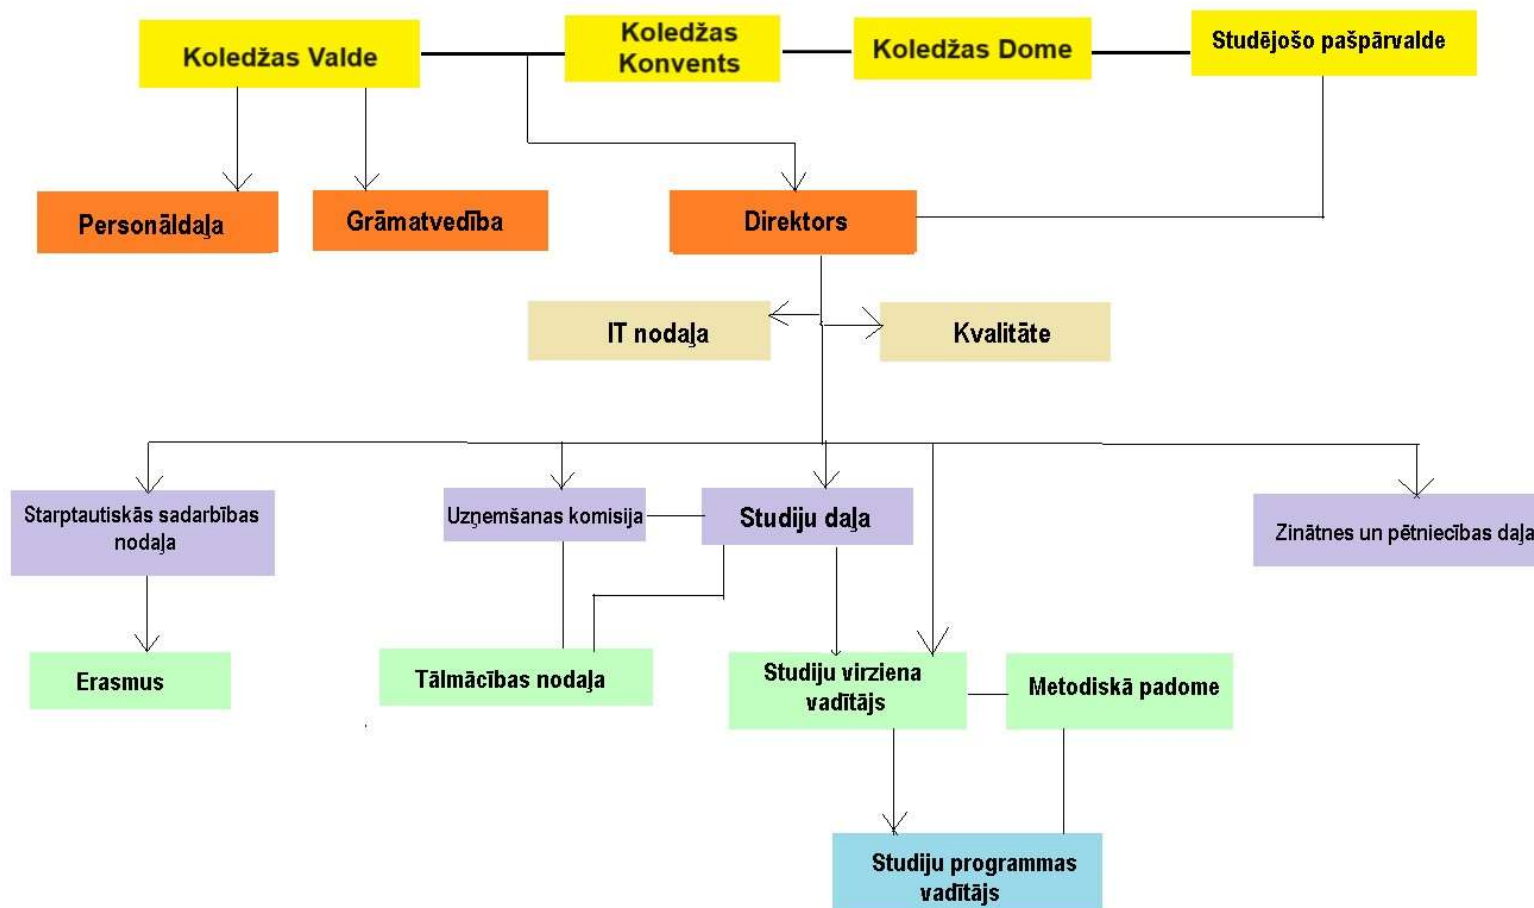 Koledžas Valde
Koledžas
Konvents
Koledžas Dome
Studējošo pašpārvalde
Personāldaļa
Grāmatvedība
Direktors
IT nodaļa
Kvalitāte
Starptautiskās sadarbības
nodaļa
Uzņemšanas komisija
Studiju daļa
Zinātnes un pētniecības daļa
Erasmus
Tālmācības nodaļa
Studiju virziena
vadītājs
Metodiskā padome
Studiju programmas
vadītājs